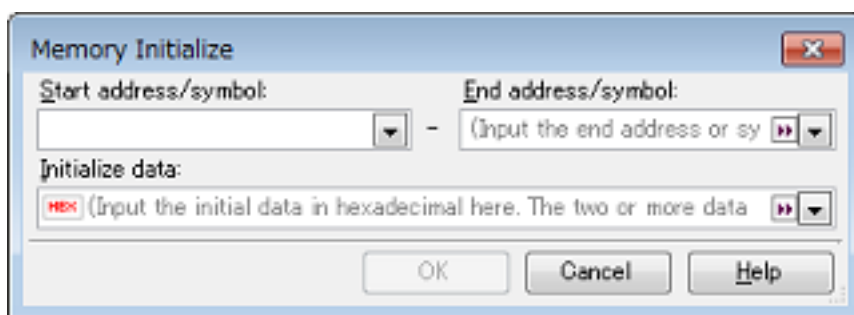 Memory Initialize
Start address/symbol: End address/symbol:
- (Input the end address or sy
Initialize data:
HEX (Input the initial data in hexadecimal here. The two or more data
OK Cancel Help